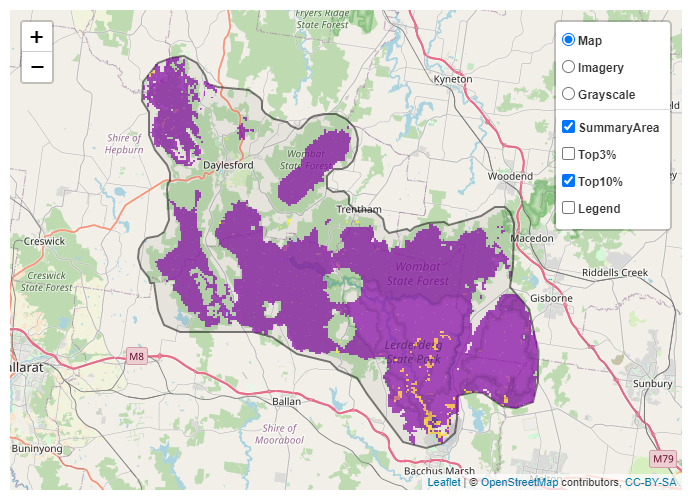 Fryers Ridge
State Forest
+
−
Kyneton
Map
Imagery
Grayscale
SummaryArea
Top3%
Top10%
Legend
Shire of
Hepburn
Daylesford
Wombat
State Forest
Woodend
Trentham
Creswick
Macedon
Creswick
State Forest
Wombat
State Forest
Riddells Creek
Gisborne
Lerderderg
State Park
M8
allarat
Sunbury
Ballan
Shire of
Moorabool
Buninyong
M79
Bacchus Marsh
Leaflet | © OpenStreetMap contributors, CC-BY-SA